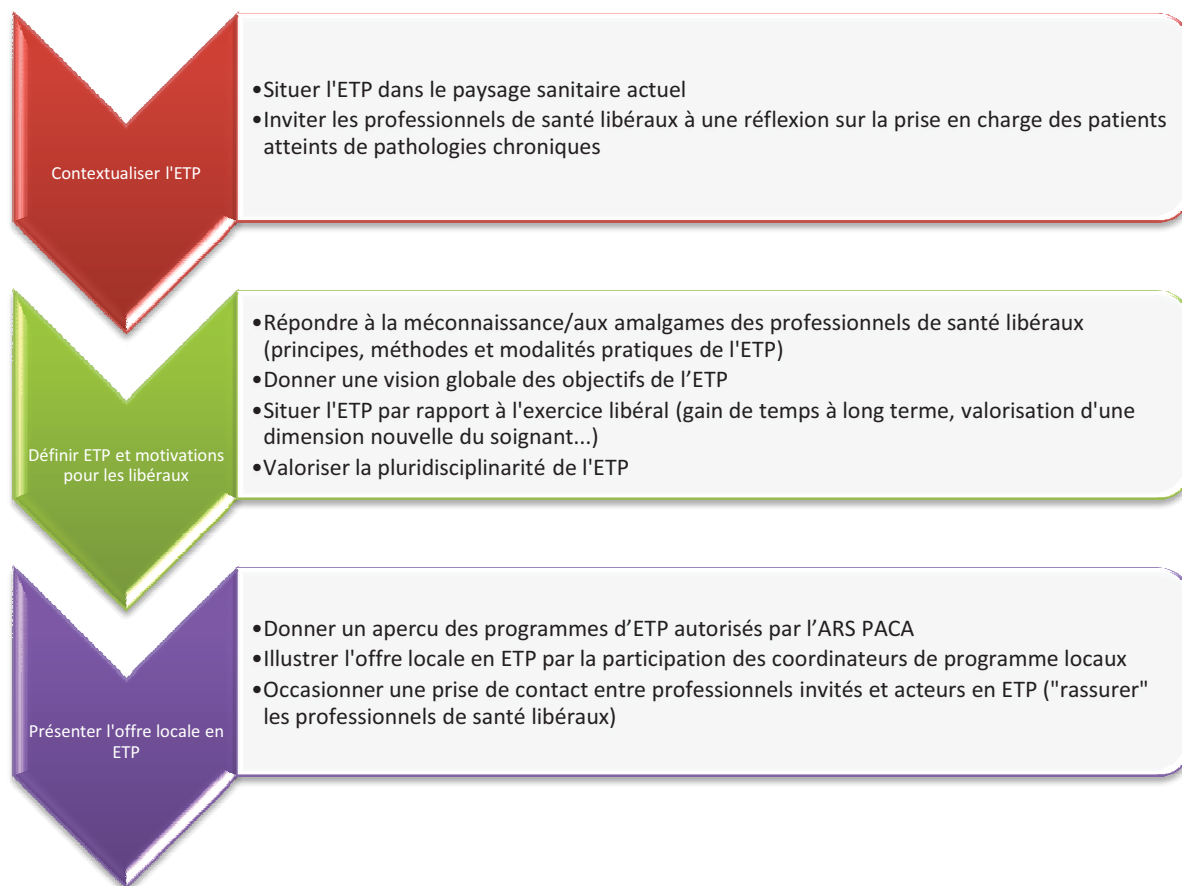 Contextualiser l'ETP
•Situer l'ETP dans le paysage sanitaire actuel
•Inviter les professionnels de santé libéraux à une réflexion sur la prise en charge des patients
atteints de pathologies chroniques
Définir ETP et motivations
pour les libéraux
•Répondre à la méconnaissance/aux amalgames des professionnels de santé libéraux
(principes, méthodes et modalités pratiques de l'ETP)
•Donner une vision globale des objectifs de l’ETP
•Situer l'ETP par rapport à l'exercice libéral (gain de temps à long terme, valorisation d'une
dimension nouvelle du soignant...)
•Valoriser la pluridisciplinarité de l'ETP
Présenter l'offre locale en
ETP
•Donner un apercu des programmes d’ETP autorisés par l’ARS PACA
•Illustrer l'offre locale en ETP par la participation des coordinateurs de programme locaux
•Occasionner une prise de contact entre professionnels invités et acteurs en ETP ("rassurer"
les professionnels de santé libéraux)